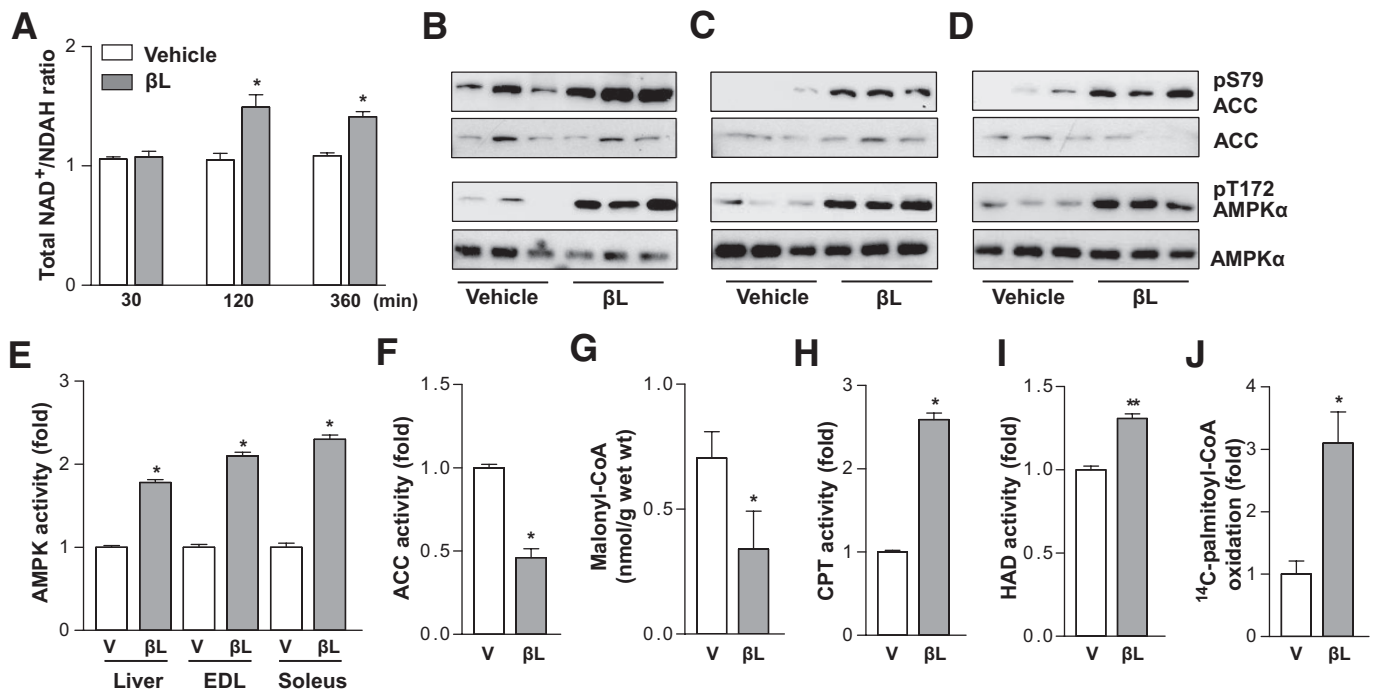 A
Total NAD+/NDAH ratio
2
1
0
Vehicle
βL
*
*
30 120 360 (min)
B
Vehicle βL
C
Vehicle βL
D
pS79
ACC
ACC
pT172
AMPKα
AMPKα
Vehicle βL
E
AMPK activity (fold)
3
2
1
0
*
*
*
V βL V βL V βL
Liver EDL Soleus
F
ACC activity (fold)
1.5
1.0
0.5
0.0
*
V βL
G
Malonyl-CoA
(nmol/g wet wt)
1.0
0.5
0.0
*
V βL
H
CPT activity (fold)
3
2
1
0
*
V βL
I
HAD activity (fold)
1.5
1.0
0.5
0.0
**
V βL
J
14C-palmitoyl-CoA
oxidation (fold)
4
3
2
1
0
*
V βL